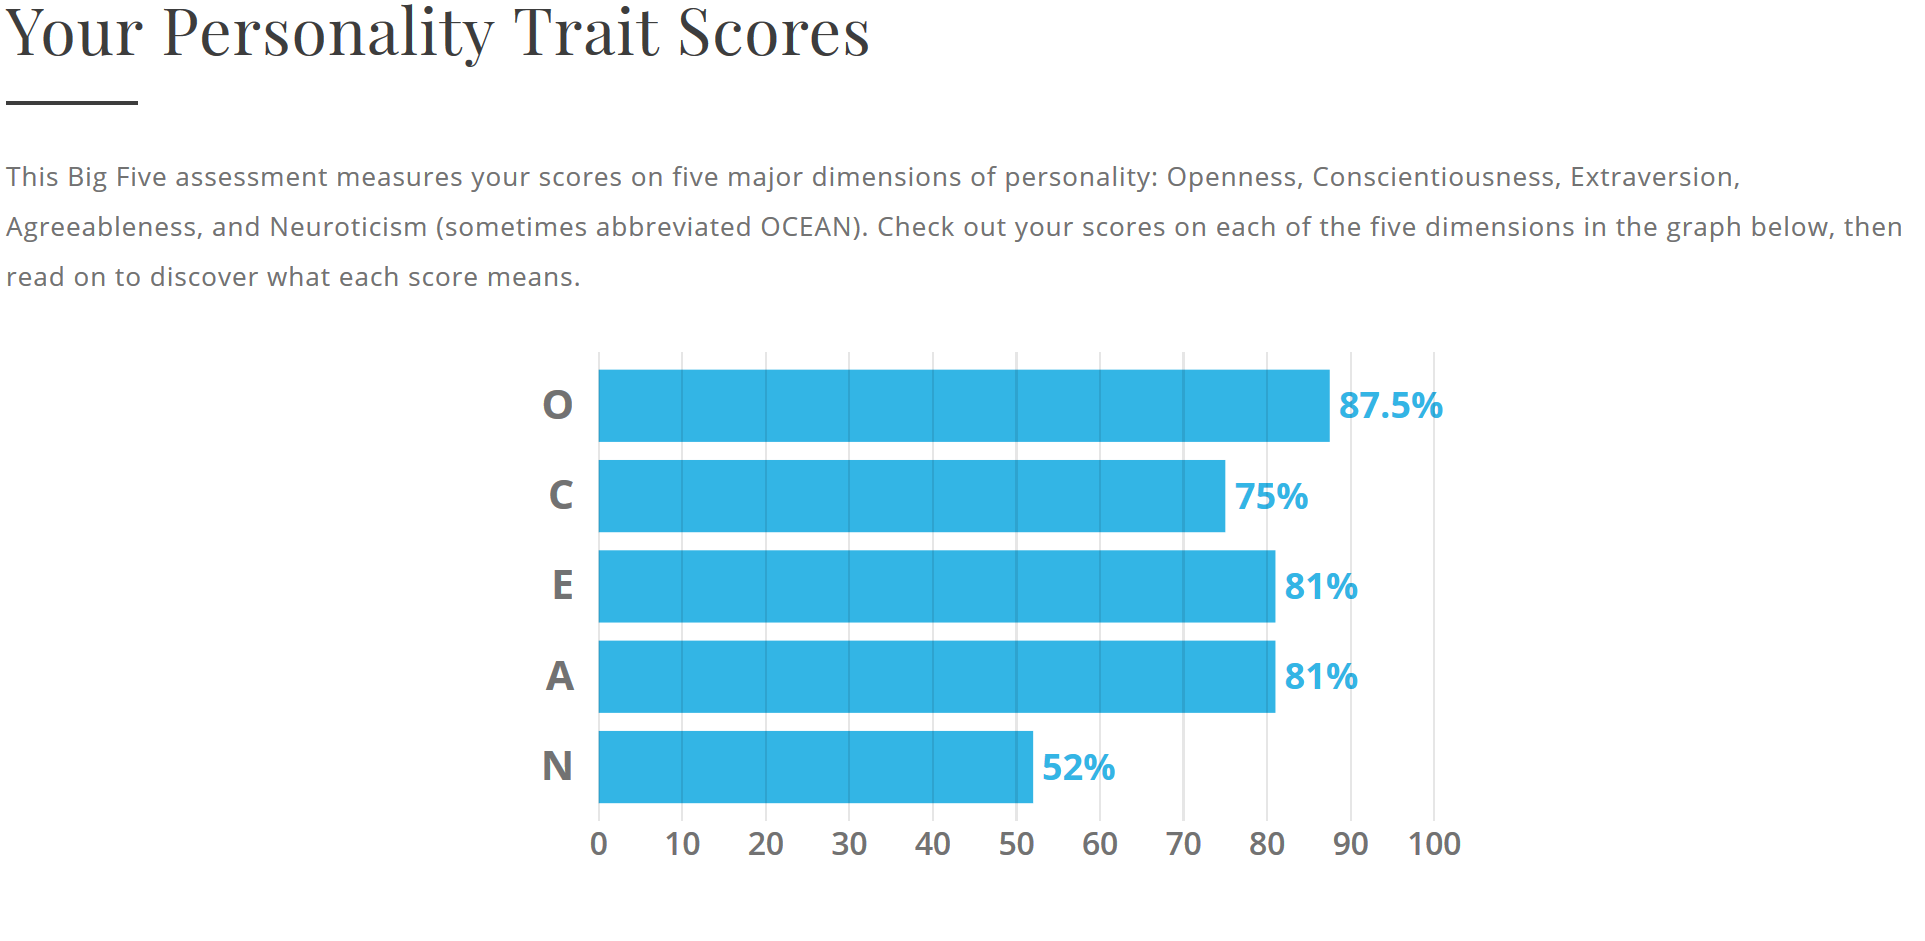 Your Personality Trait Scores
This Big Five assessment measures your scores on five major dimensions of personality: Openness, Conscientiousness, Extraversion,
Agreeableness, and Neuroticism (sometimes abbreviated OCEAN). Check out your scores on each of the five dimensions in the graph below, then
read on to discover what each score means.
O 87.5%
C 75%
E 81%
A 81%
N 52%
0 10 20 30 40 50 60 70 80 90 100